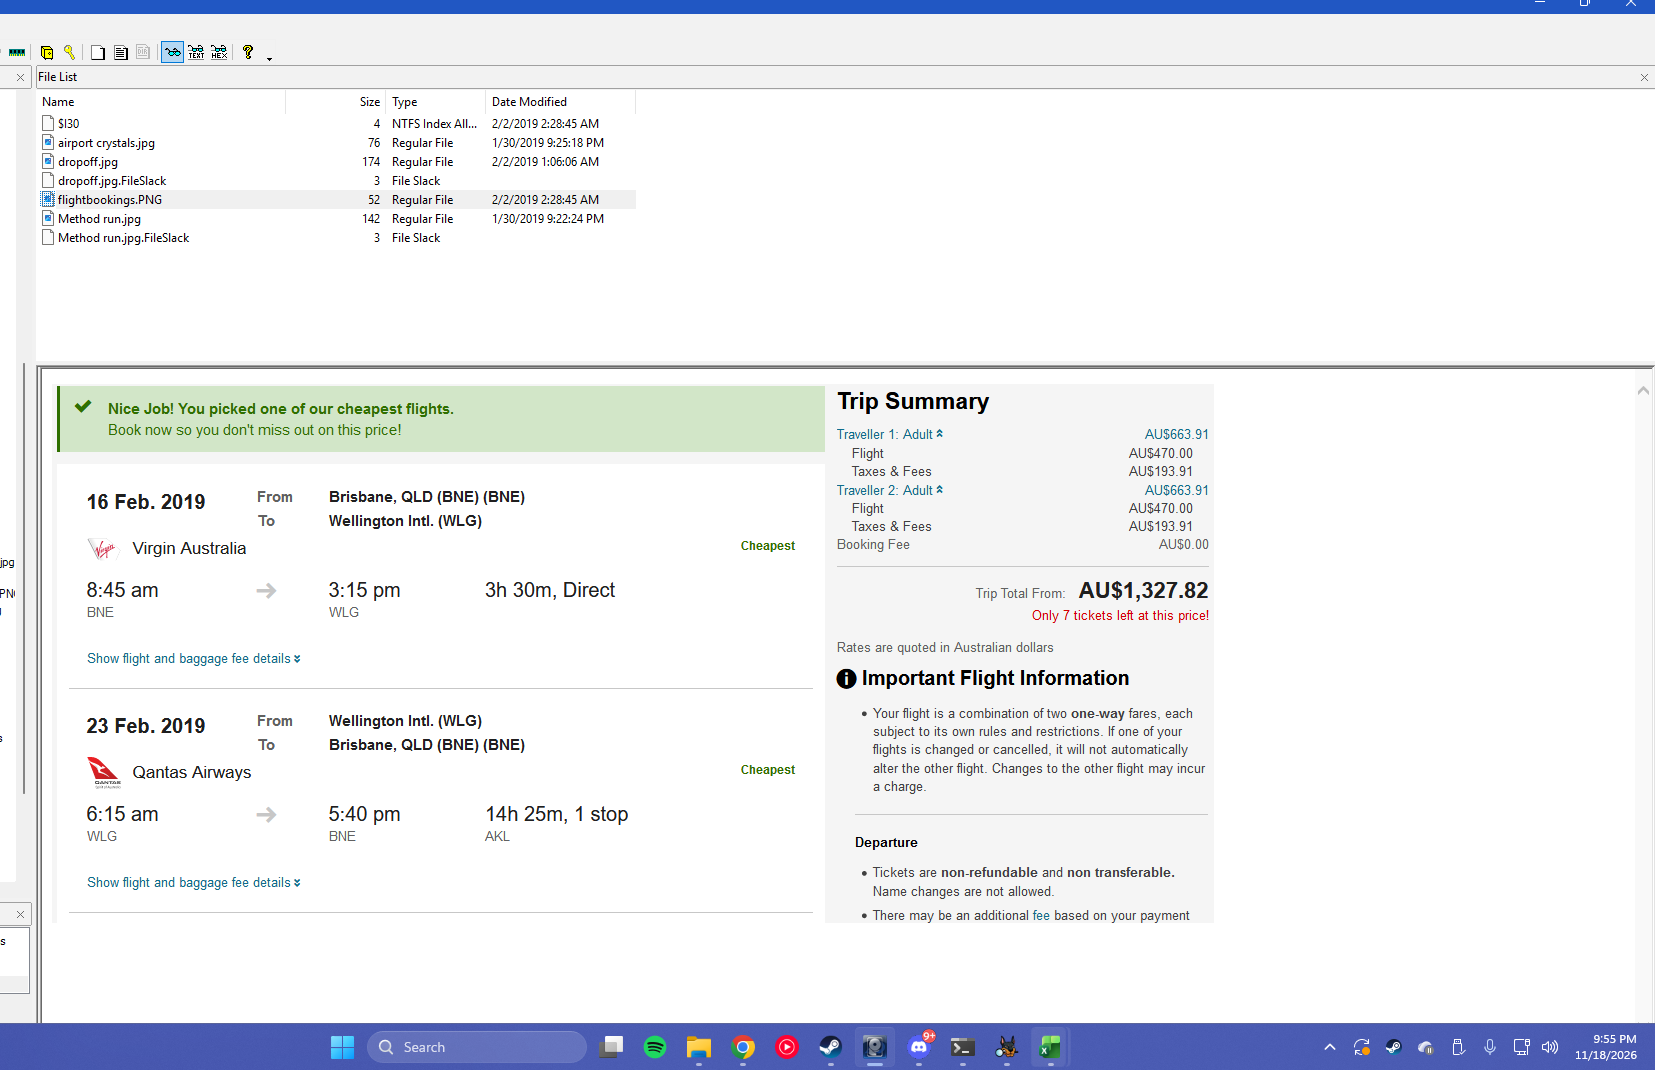 File List
Name Size Type Date Modified
$I30 4 NTFS Index All... 2/2/2019 2:28:45 AM
airport crystals.jpg 76 Regular File 1/30/2019 9:25:18 PM
dropoff.jpg 174 Regular File 2/2/2019 1:06:06 AM
dropoff.jpg.FileSlack 3 File Slack
flightbookings.PNG 52 Regular File 2/2/2019 2:28:45 AM
Method run.jpg 142 Regular File 1/30/2019 9:22:24 PM
Method run.jpg.FileSlack 3 File Slack
jpg
PN
s
s
Nice Job! You picked one of our cheapest flights.
Book now so you don't miss out on this price!
16 Feb. 2019 From Brisbane, QLD (BNE) (BNE)
To Wellington Intl. (WLG)
Virgin Australia Cheapest
8:45 am 3:15 pm 3h 30m, Direct
BNE WLG
Show flight and baggage fee details
23 Feb. 2019 From Wellington Intl. (WLG)
To Brisbane, QLD (BNE) (BNE)
QANTAS
Qantas Airways Cheapest
6:15 am 5:40 pm 14h 25m, 1 stop
WLG BNE AKL
Show flight and baggage fee details
Trip Summary
Traveller 1: Adult AU$663.91
Flight AU$470.00
Taxes & Fees AU$193.91
Traveller 2: Adult AU$663.91
Flight AU$470.00
Taxes & Fees AU$193.91
Booking Fee AU$0.00
Trip Total From: AU$1,327.82
Only 7 tickets left at this price!
Rates are quoted in Australian dollars
Important Flight Information
• Your flight is a combination of two one-way fares, each
subject to its own rules and restrictions. If one of your
flights is changed or cancelled, it will not automatically
alter the other flight. Changes to the other flight may incur
a charge.
Departure
• Tickets are non-refundable and non transferable.
Name changes are not allowed.
• There may be an additional fee based on your payment
Search
9+
9:55 PM
11/18/2026